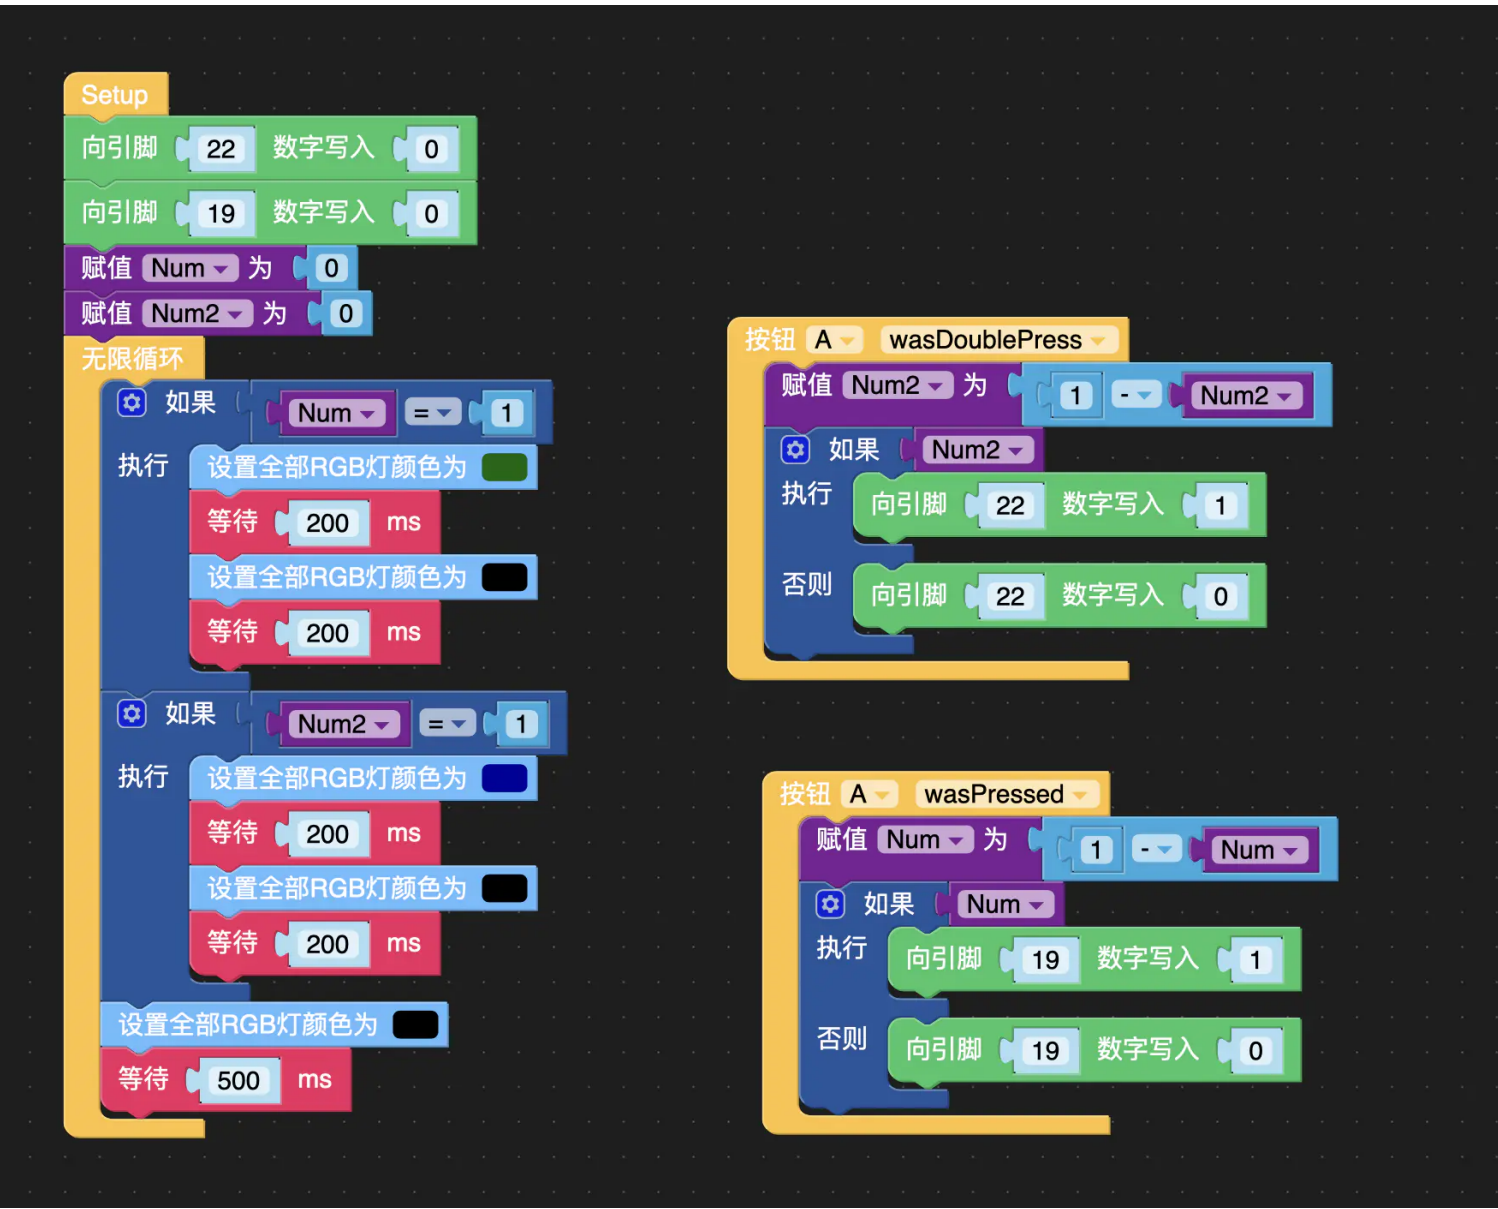 Setup
向引脚 22 数字写入 0
向引脚 19 数字写入 0
赋值 Num 为 0
赋值 Num2 为 0
无限循环
如果 Num = 1
执行 设置全部RGB灯颜色为
等待 200 ms
设置全部RGB灯颜色为
等待 200 ms
如果 Num2 = 1
执行 设置全部RGB灯颜色为
等待 200 ms
设置全部RGB灯颜色为
等待 200 ms
设置全部RGB灯颜色为
等待 500 ms
按钮 A wasDoublePress
赋值 Num2 为 1 - Num2
如果 Num2
执行 向引脚 22 数字写入 1
否则 向引脚 22 数字写入 0
按钮 A wasPressed
赋值 Num 为 1 - Num
如果 Num
执行 向引脚 19 数字写入 1
否则 向引脚 19 数字写入 0